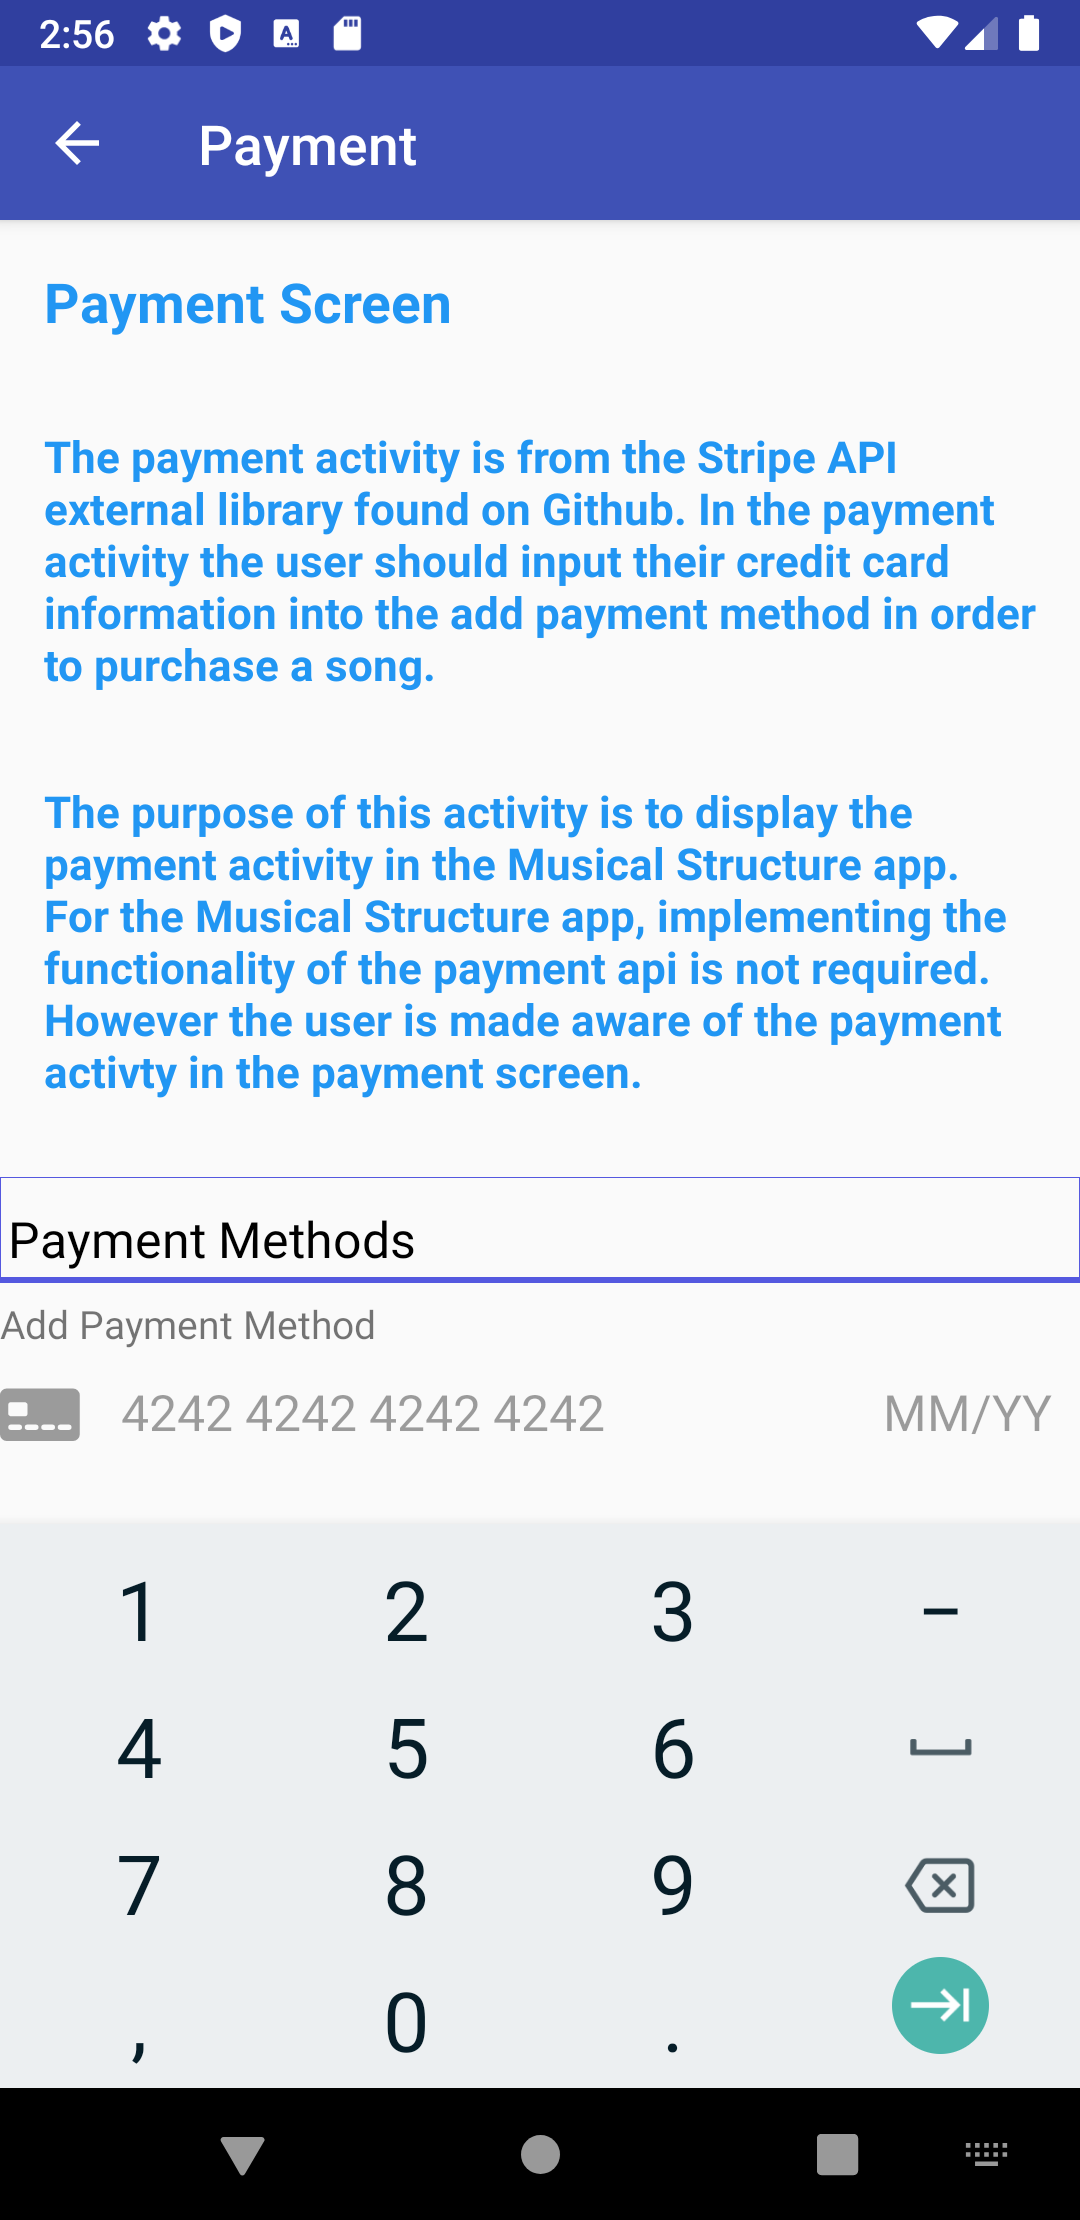 2:56
Payment
Payment Screen
The payment activity is from the Stripe API
external library found on Github. In the payment
activity the user should input their credit card
information into the add payment method in order
to purchase a song.
The purpose of this activity is to display the
payment activity in the Musical Structure app.
For the Musical Structure app, implementing the
functionality of the payment api is not required.
However the user is made aware of the payment
activty in the payment screen.
Payment Methods
Add Payment Method
4242 4242 4242 4242 MM/YY
1 2 3 –
4 5 6
7 8 9
, 0 .